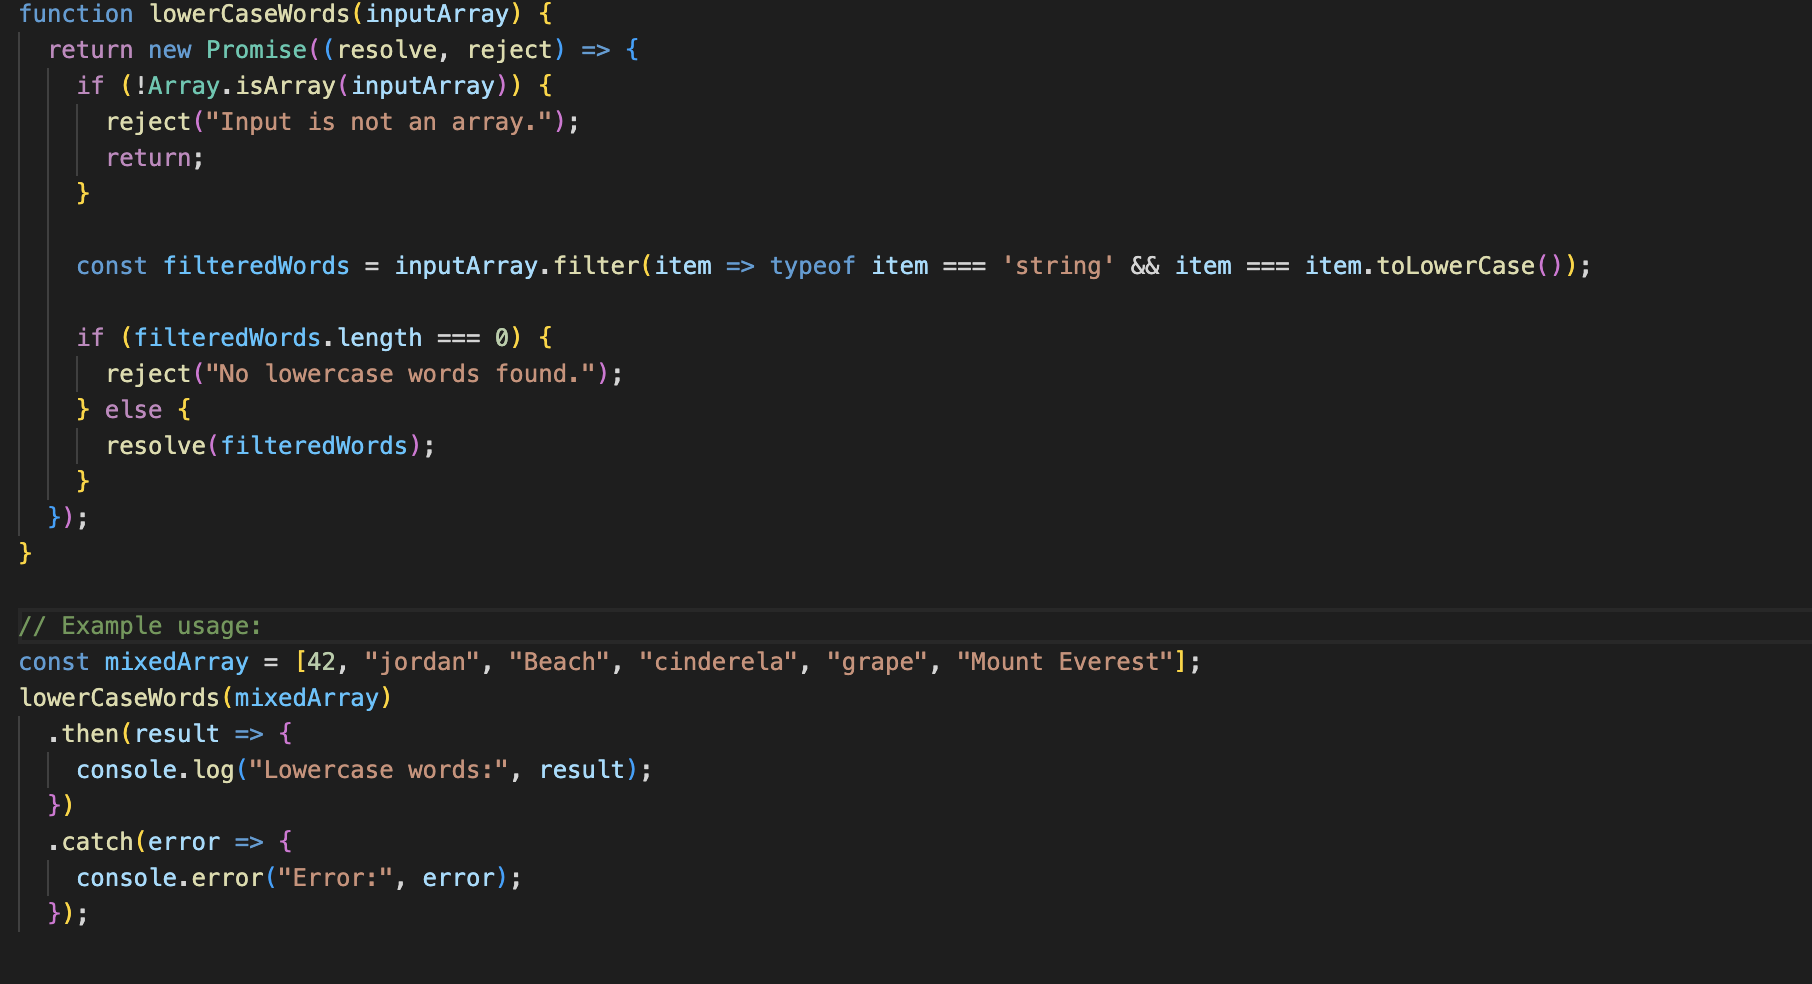 function lowerCaseWords(inputArray) {
  return new Promise((resolve, reject) => {
    if (!Array.isArray(inputArray)) {
      reject("Input is not an array.");
      return;
    }

    const filteredWords = inputArray.filter(item => typeof item === 'string' && item === item.toLowerCase());

    if (filteredWords.length === 0) {
      reject("No lowercase words found.");
    } else {
      resolve(filteredWords);
    }
  });
}

// Example usage:
const mixedArray = [42, "jordan", "Beach", "cinderela", "grape", "Mount Everest"];
lowerCaseWords(mixedArray)
  .then(result => {
    console.log("Lowercase words:", result);
  })
  .catch(error => {
    console.error("Error:", error);
  });